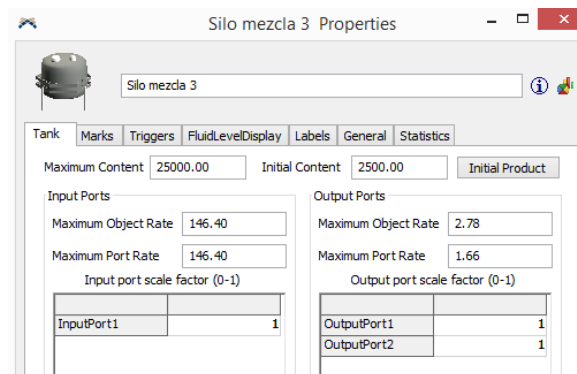 Silo mezcla 3 Properties
Silo mezcla 3
Tank Marks Triggers FluidLevelDisplay Labels General Statistics
Maximum Content 25000.00 Initial Content 2500.00 Initial Product
Input Ports Output Ports
Maximum Object Rate 146.40 Maximum Object Rate 2.78
Maximum Port Rate 146.40 Maximum Port Rate 1.66
Input port scale factor (0-1) Output port scale factor (0-1)
InputPort1 1 OutputPort1 1
OutputPort2 1